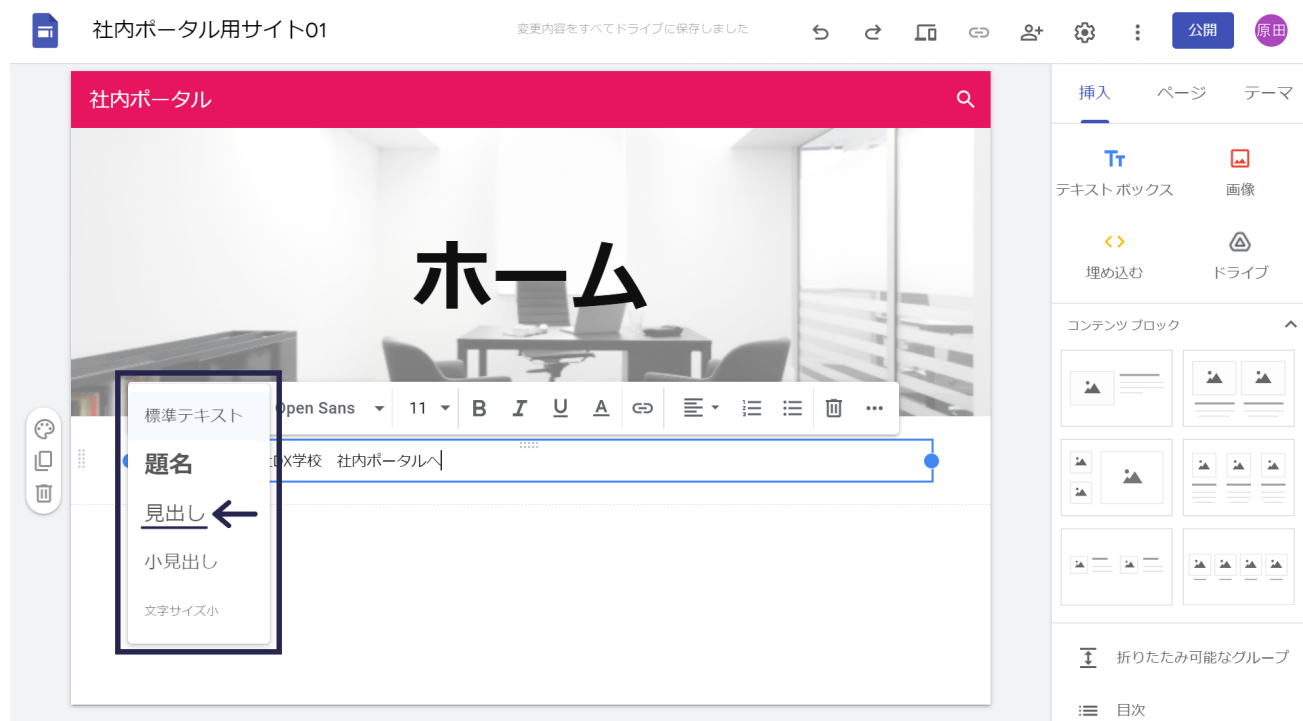 社内ポータル用サイト01
変更内容をすべてドライブに保存しました
公開
原田
社内ポータル
挿入
ページ
テーマ
テキスト ボックス
画像
埋め込む
ドライブ
ホーム
コンテンツ ブロック
標準テキスト
Open Sans
11
B
I
U
A
DX学校 社内ポータルへ
題名
見出し
小見出し
文字サイズ小
折りたたみ可能なグループ
目次